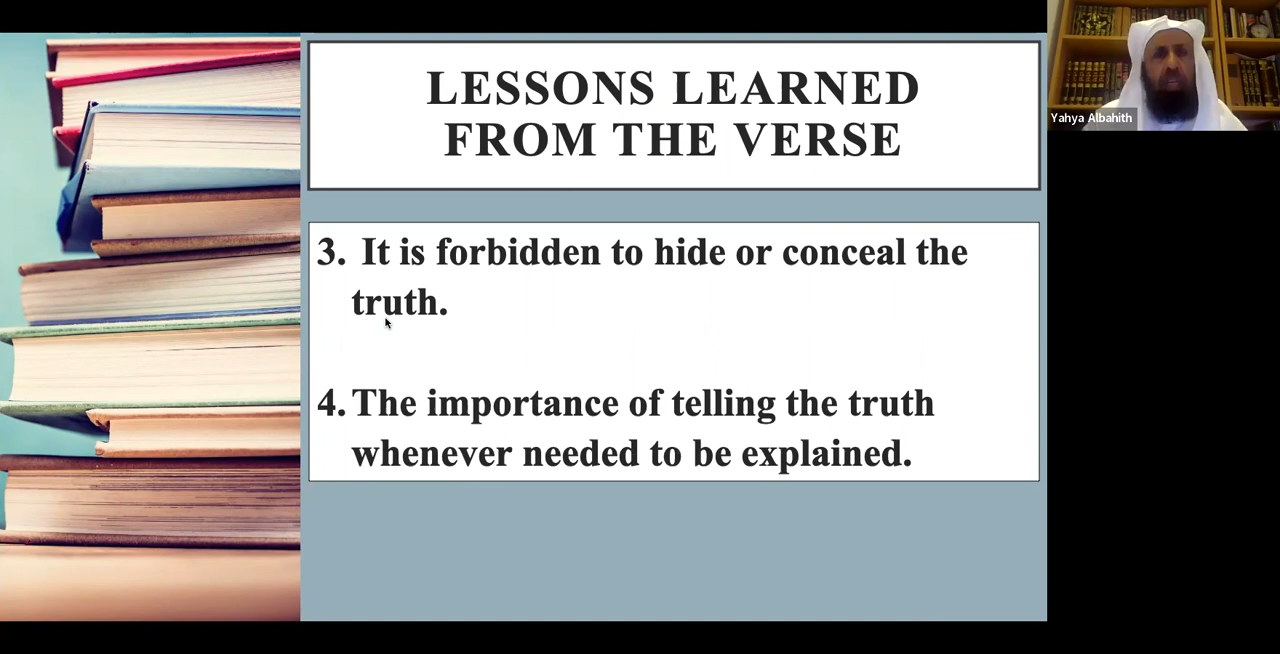 LESSONS LEARNED
FROM THE VERSE
3. It is forbidden to hide or conceal the
truth.
4. The importance of telling the truth
whenever needed to be explained.
Yahya Albahith